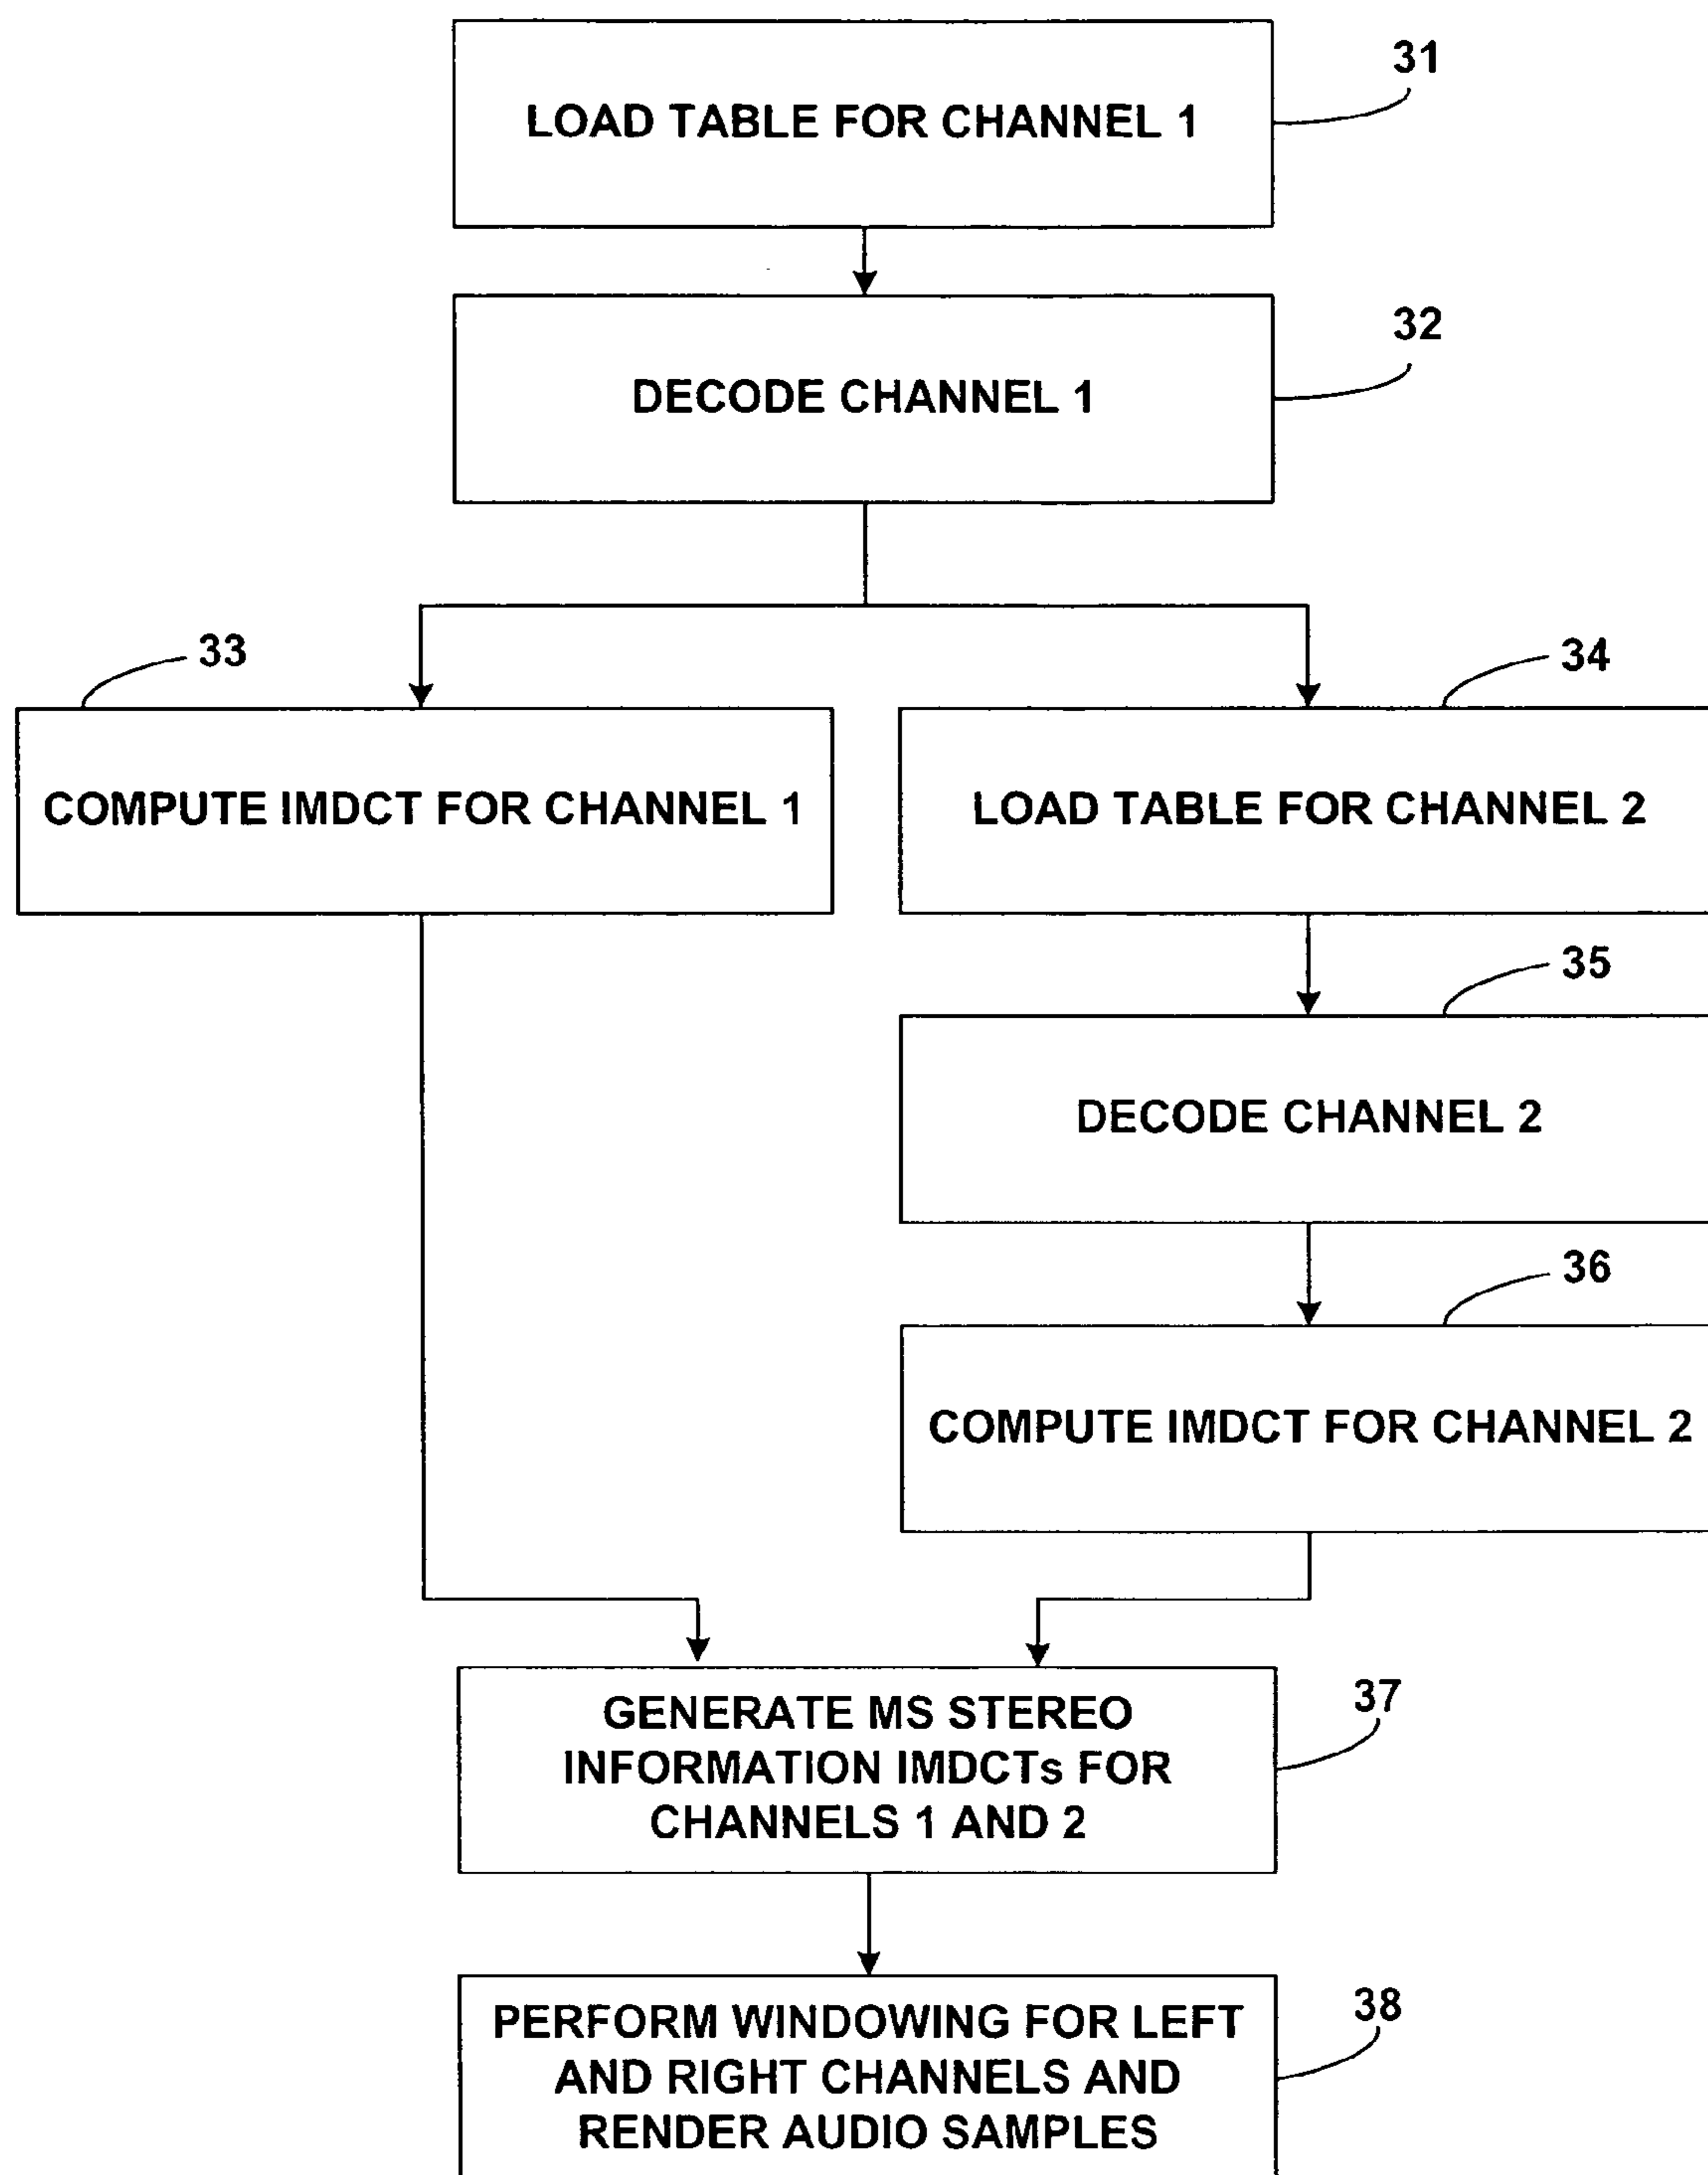 31
LOAD TABLE FOR CHANNEL 1
32
DECODE CHANNEL 1
33
34
COMPUTE IMDCT FOR CHANNEL 1
LOAD TABLE FOR CHANNEL 2
35
DECODE CHANNEL 2
36
COMPUTE IMDCT FOR CHANNEL 2
37
GENERATE MS STEREO
INFORMATION IMDCTs FOR
CHANNELS 1 AND 2
38
PERFORM WINDOWING FOR LEFT
AND RIGHT CHANNELS AND
RENDER AUDIO SAMPLES